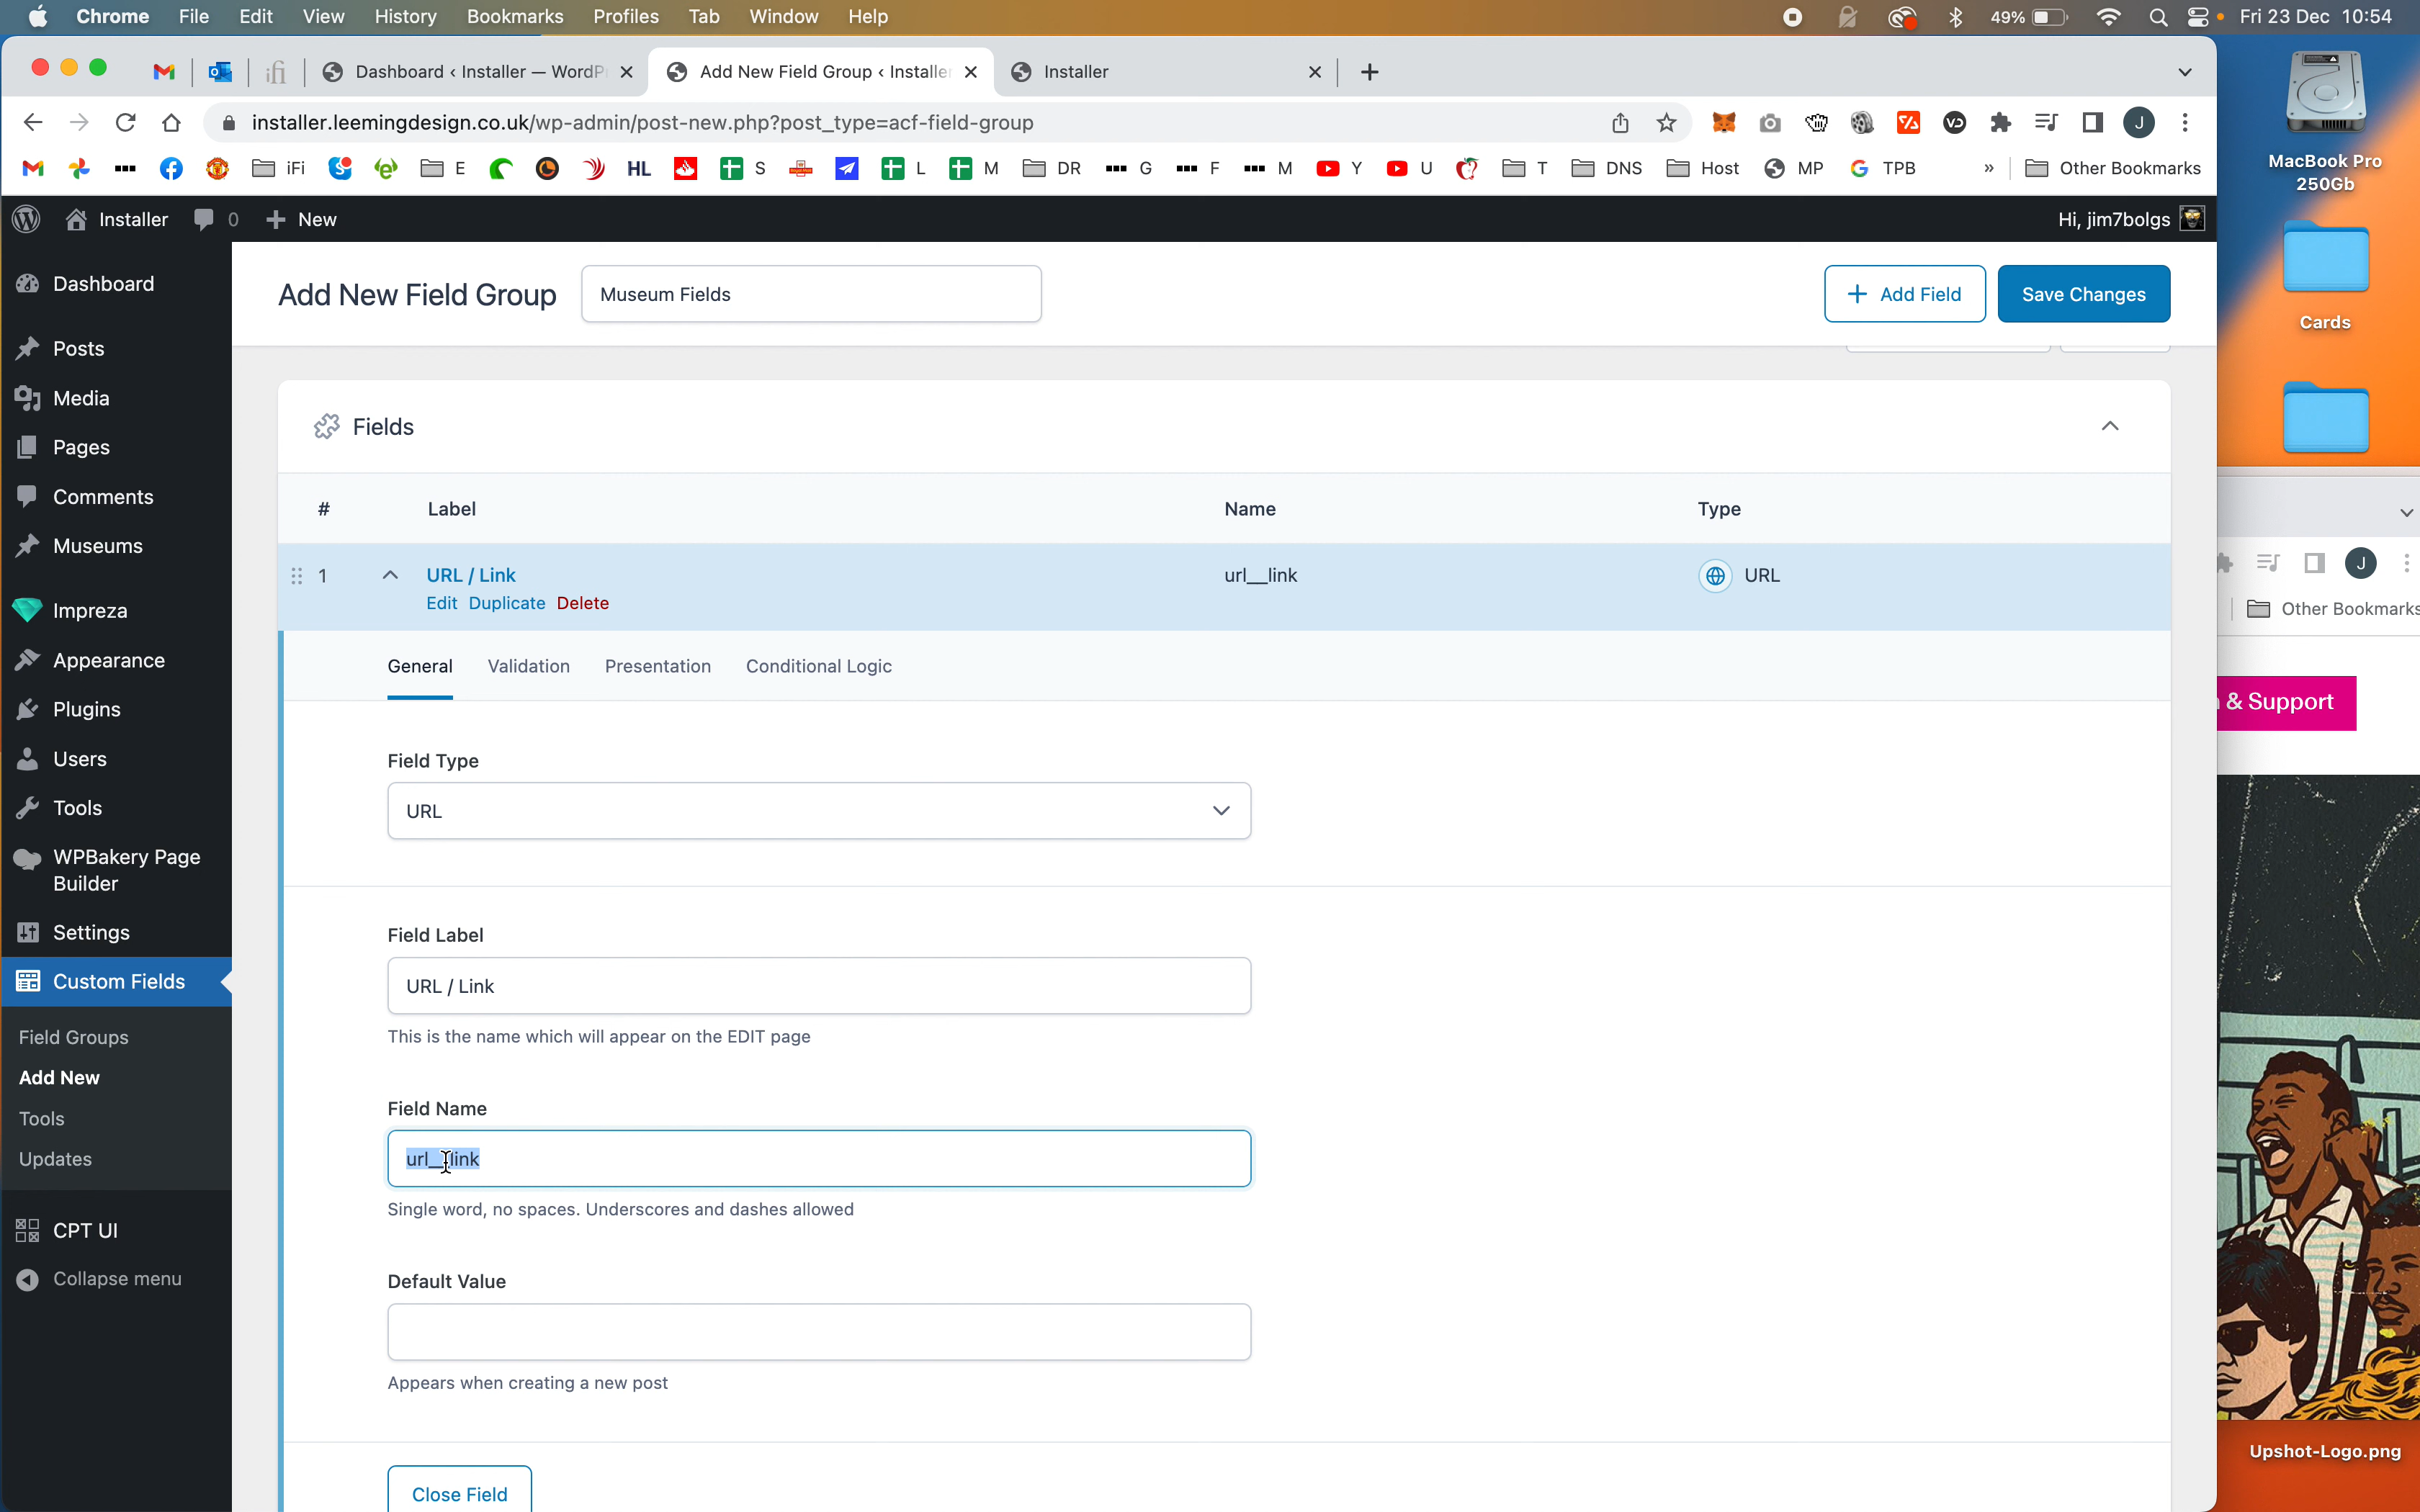 Chrome File Edit View History Bookmarks Profiles Tab Window Help 49% Fri 23 Dec 10:54
Dashboard ‹ Installer — WordP Add New Field Group ‹ Installe Installer
installer.leemingdesign.co.uk/wp-admin/post-new.php?post_type=acf-field-group J
iFi E HL S L M DR G F M Y U T DNS Host MP TPB » Other Bookmarks
Installer 0 New Hi, jim7bolgs
MacBook Pro
250Gb
Cards
J
Other Bookmarks
& Support
Upshot-Logo.png
Dashboard
Posts
Media
Pages
Comments
Museums
Impreza
Appearance
Plugins
Users
Tools
WPBakery Page
Builder
Settings
Custom Fields
Field Groups
Add New
Tools
Updates
CPT UI
Collapse menu
Add New Field Group Museum Fields + Add Field Save Changes
Fields
# Label Name Type
1 URL / Link url__link URL
Edit Duplicate Delete
General Validation Presentation Conditional Logic
Field Type
URL
Field Label
URL / Link
This is the name which will appear on the EDIT page
Field Name
url__link
Single word, no spaces. Underscores and dashes allowed
Default Value
Appears when creating a new post
Close Field